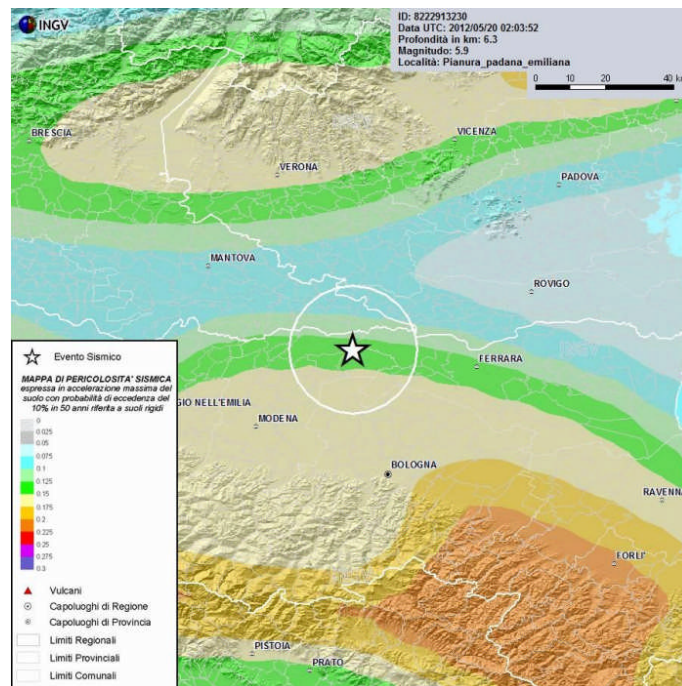 INGV
ID: 8222913230
Data UTC: 2012/05/20 02:03:52
Profondità in km: 6.3
Magnitudo: 5.9
Località: Pianura_padana_emiliana
0 10 20 40 km
BRESCIA
VICENZA
VERONA
PADOVA
MANTOVA
ROVIGO
FERRARA
GIO NELL'EMILIA
MODENA
BOLOGNA
RAVENNA
FORLI'
PISTOIA
PRATO
Evento Sismico
MAPPA DI PERICOLOSITA' SISMICA
espressa in accelerazione massima del
suolo con probabilità di eccedenza del
10% in 50 anni riferita a suoli rigidi
0
0.025
0.05
0.075
0.1
0.125
0.15
0.175
0.2
0.225
0.25
0.275
0.3
Vulcani
Capoluoghi di Regione
Capoluoghi di Provincia
Limiti Regionali
Limiti Provinciali
Limiti Comunali